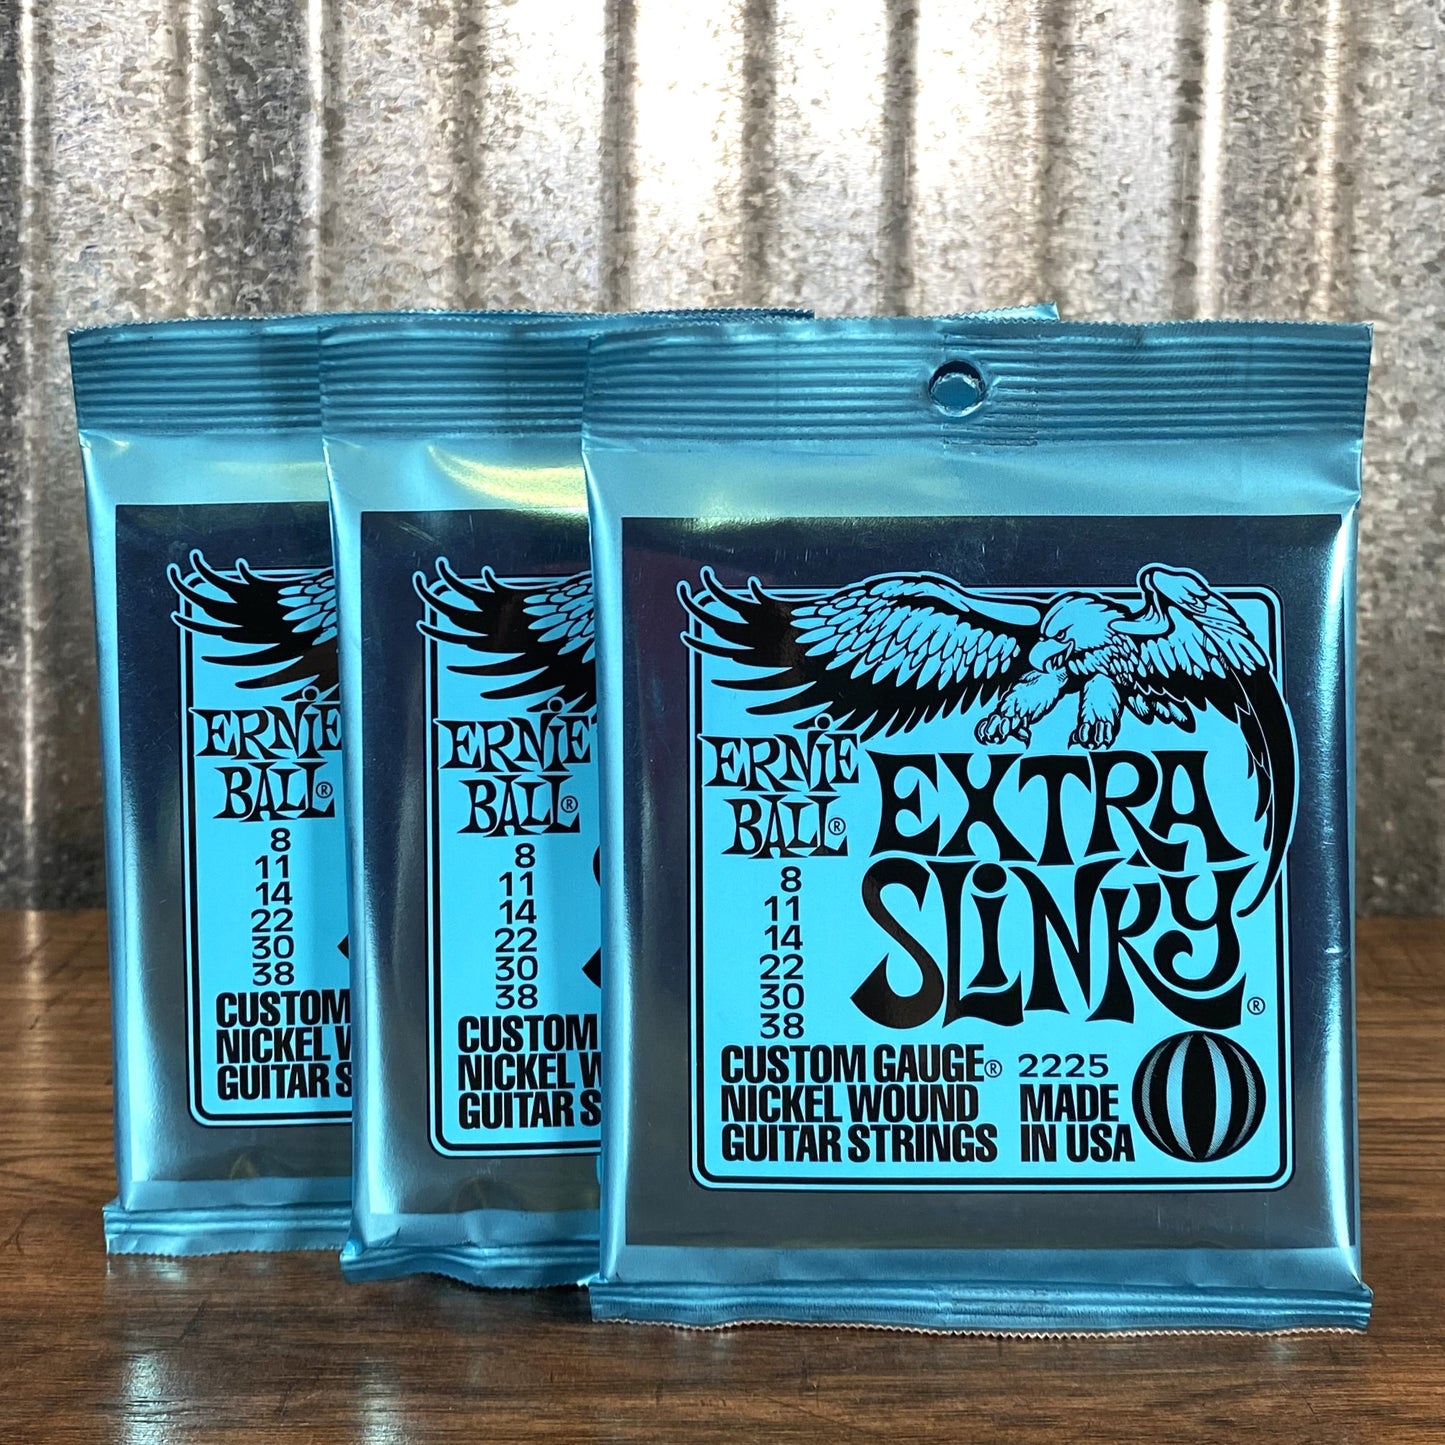 ERNIE
BALL®
8
11
14
22
30
38
CUSTOM
NICKEL W
GUITAR S
ERNIE
BALL®
8
11
14
22
30
38
CUSTOM
NICKEL W
GUITAR S
ERNIE
BALL®
EXTRA
SLINKY®
8
11
14
22
30
38
CUSTOM GAUGE®
NICKEL WOUND
GUITAR STRINGS
2225
MADE
IN USA